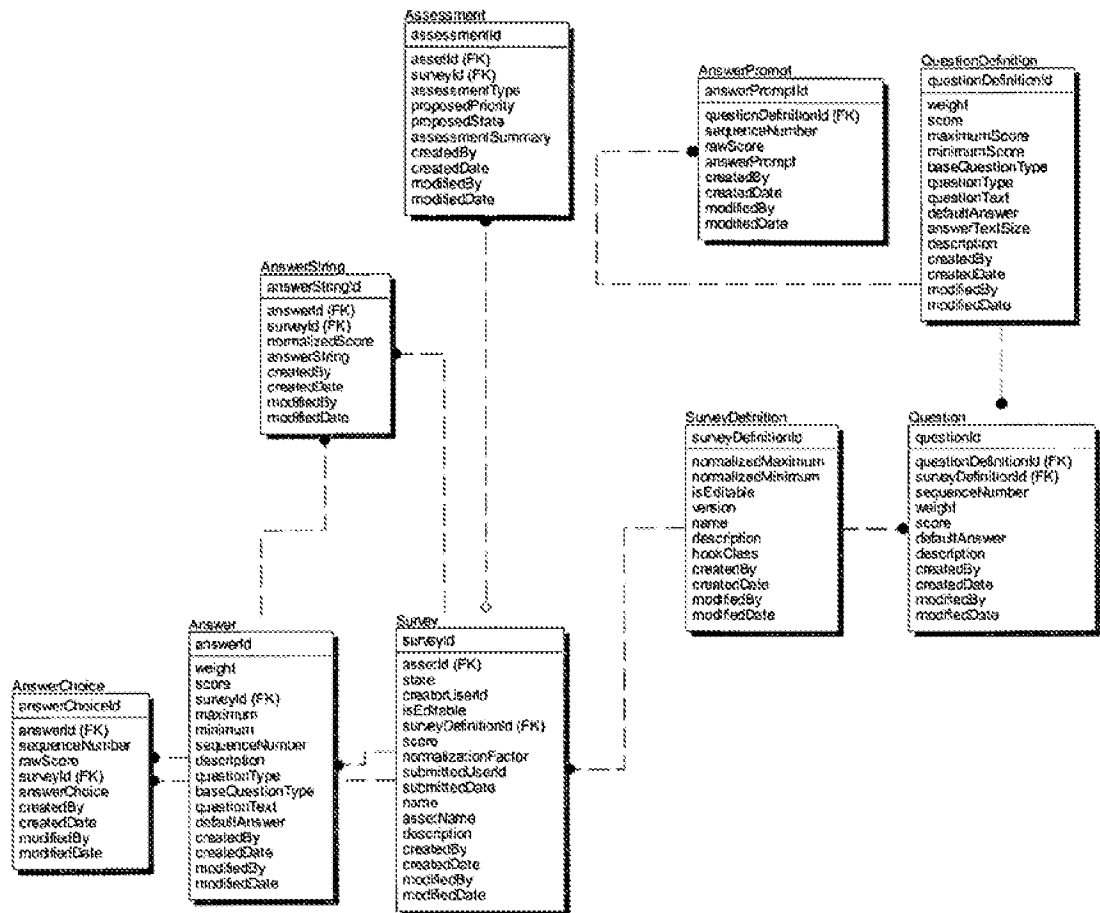 Assessment
assessmentId
assetId (FK)
surveyId (FK)
assessmentType
proposedPriority
proposedState
assessmentSummary
createdBy
createdDate
modifiedBy
modifiedDate
AnswerPrompt
answerPromptId
questionDefinitionId (FK)
sequenceNumber
rawScore
answerPrompt
createdBy
createdDate
modifiedBy
modifiedDate
QuestionDefinition
questionDefinitionId
weight
score
maximumScore
minimumScore
baseQuestionType
questionType
questionText
defaultAnswer
answerTextSize
description
createdBy
createdDate
modifiedBy
modifiedDate
AnswerString
answerStringId
answerId (FK)
surveyId (FK)
normalizedScore
answerString
createdBy
createdDate
modifiedBy
modifiedDate
SurveyDefinition
surveyDefinitionId
normalizedMaximum
normalizedMinimum
isEditable
version
name
description
hookClass
createdBy
createdDate
modifiedBy
modifiedDate
Question
questionId
questionDefinitionId (FK)
surveyDefinitionId (FK)
sequenceNumber
weight
score
defaultAnswer
description
createdBy
createdDate
modifiedBy
modifiedDate
AnswerChoice
answerChoiceId
answerId (FK)
sequenceNumber
rawScore
surveyId (FK)
answerChoice
createdBy
createdDate
modifiedBy
modifiedDate
Answer
answerId
weight
score
surveyId (FK)
maximum
minimum
sequenceNumber
description
questionType
baseQuestionType
questionText
defaultAnswer
createdBy
createdDate
modifiedBy
modifiedDate
Survey
surveyId
assetId (FK)
state
creatorUserId
isEditable
surveyDefinitionId (FK)
score
normalizationFactor
submittedUserId
submittedDate
name
assetName
description
createdBy
createdDate
modifiedBy
modifiedDate